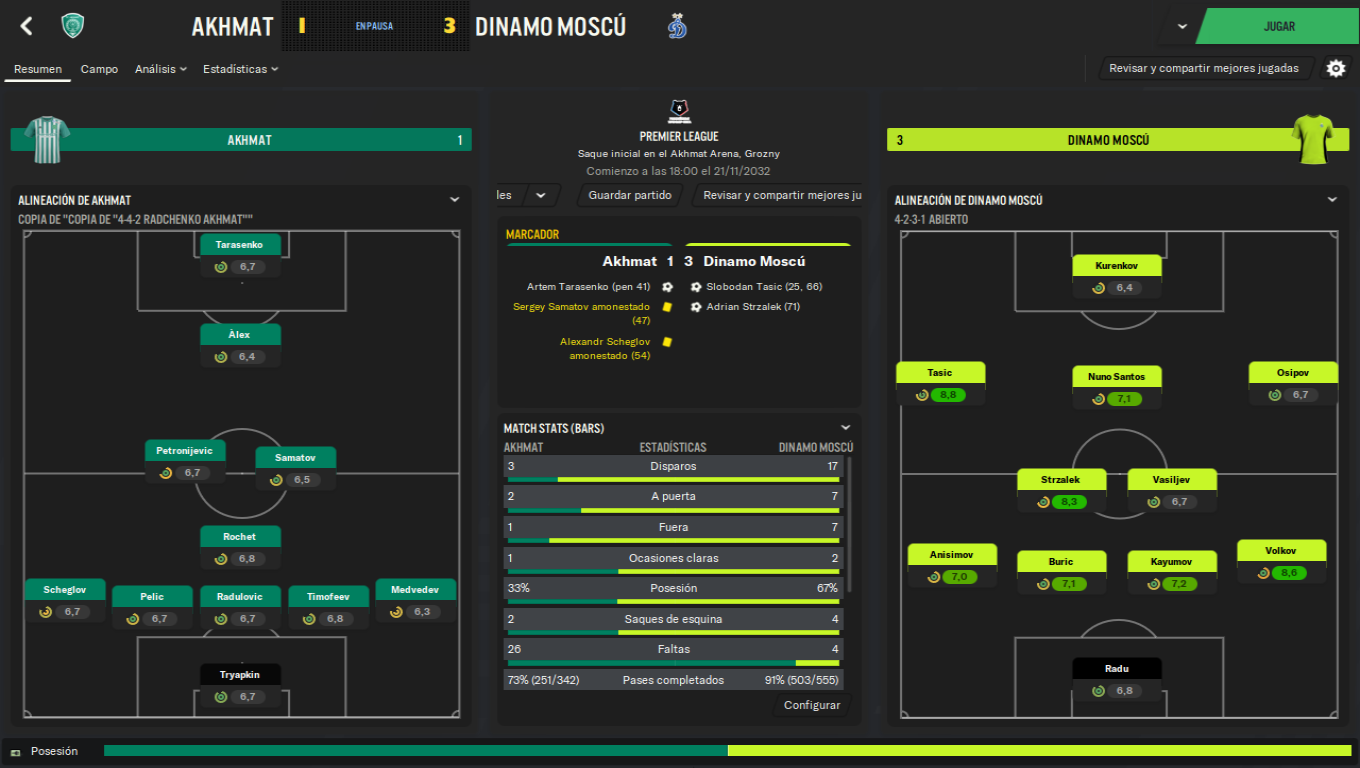 AKHMAT
1
EN PAUSA
3
DINAMO MOSCÚ
JUGAR
Resumen
Campo
Análisis
Estadísticas
Revisar y compartir mejores jugadas
AKHMAT 1
ALINEACIÓN DE AKHMAT
COPIA DE "COPIA DE "4-4-2 RADCHENKO AKHMAT""
Tarasenko
6,7
Àlex
6,4
Petronijevic
6,7
Samatov
6,5
Rochet
6,8
Scheglov
6,7
Pelic
6,7
Radulovic
6,7
Timofeev
6,8
Medvedev
6,3
Tryapkin
6,7
PREMIER LEAGUE
Saque inicial en el Akhmat Arena, Grozny
Comienzo a las 18:00 el 21/11/2032
les
Guardar partido
Revisar y compartir mejores ju
MARCADOR
Akhmat 1 3 Dinamo Moscú
Artem Tarasenko (pen 41)
Sergey Samatov amonestado
(47)
Alexandr Scheglov
amonestado (54)
Slobodan Tasic (25, 66)
Adrian Strzalek (71)
MATCH STATS (BARS)
AKHMAT ESTADÍSTICAS DINAMO MOSCÚ
3 Disparos 17
2 A puerta 7
1 Fuera 7
1 Ocasiones claras 2
33% Posesión 67%
2 Saques de esquina 4
26 Faltas 4
73% (251/342) Pases completados 91% (503/555)
Configurar
3 DINAMO MOSCÚ
ALINEACIÓN DE DINAMO MOSCÚ
4-2-3-1 ABIERTO
Kurenkov
6,4
Tasic
8,8
Nuno Santos
7,1
Osipov
6,7
Strzalek
8,3
Vasiljev
6,7
Anisimov
7,0
Buric
7,1
Kayumov
7,2
Volkov
8,6
Radu
6,8
Posesión